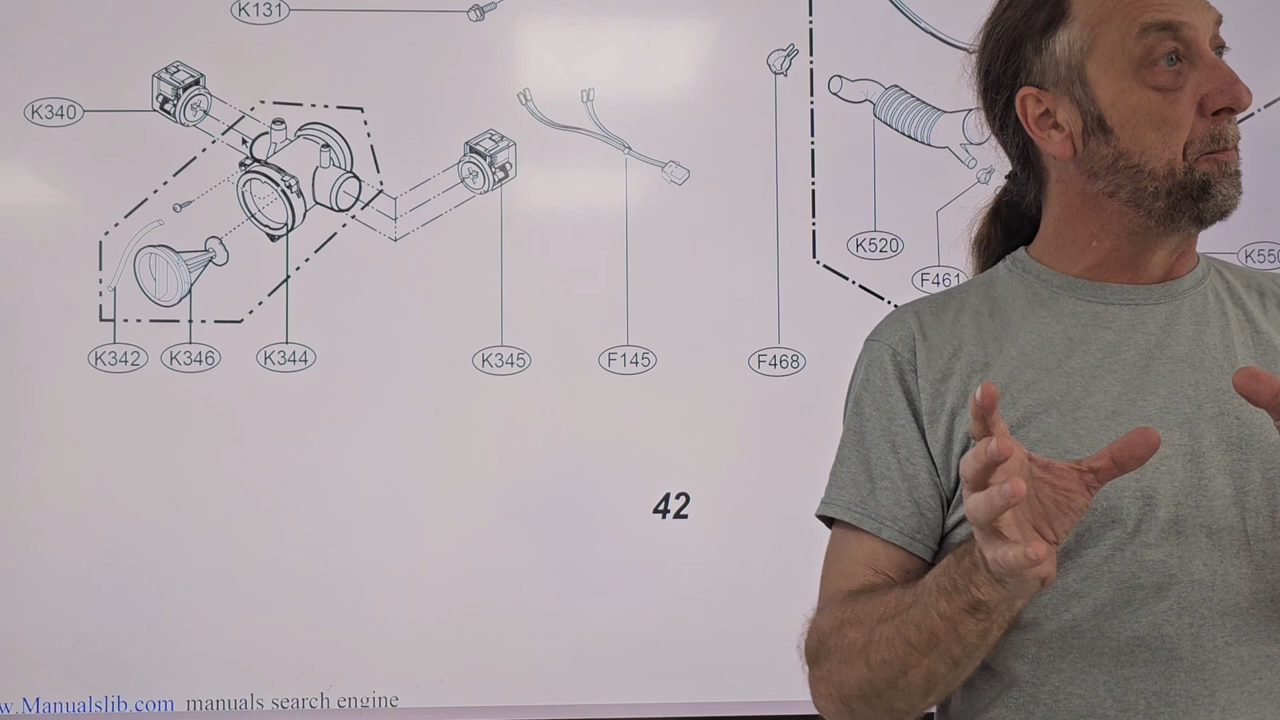 K131
K340
K520
K550
F461
K342
K346
K344
K345
F145
F468
42
w.Manualslib.com manuals search engine